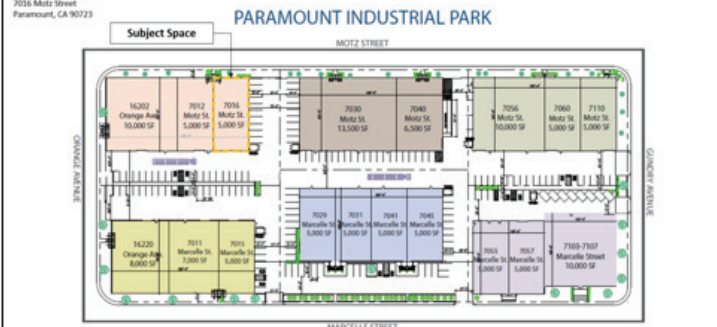 7016 Motz Street
Paramount, CA 90723
PARAMOUNT INDUSTRIAL PARK
Subject Space
MOTZ STREET
ORANGE AVENUE
GUNDRY AVENUE
16202
Orange Ave.
10,000 SF
7012
Motz St.
5,000 SF
7016
Motz St.
5,000 SF
7030
Motz St.
13,500 SF
7040
Motz St.
6,500 SF
7056
Motz St.
10,000 SF
7060
Motz St.
5,000 SF
7110
Motz St.
5,000 SF
16220
Orange Ave.
8,000 SF
7011
Marcelle St.
7,000 SF
7015
Marcelle St.
5,000 SF
7029
Marcelle St.
5,000 SF
7031
Marcelle St.
5,000 SF
7041
Marcelle St.
5,000 SF
7045
Marcelle St.
5,000 SF
7055
Marcelle St.
5,000 SF
7057
Marcelle St.
5,000 SF
7103-7107
Marcelle Street
10,000 SF
MARCELLE STREET